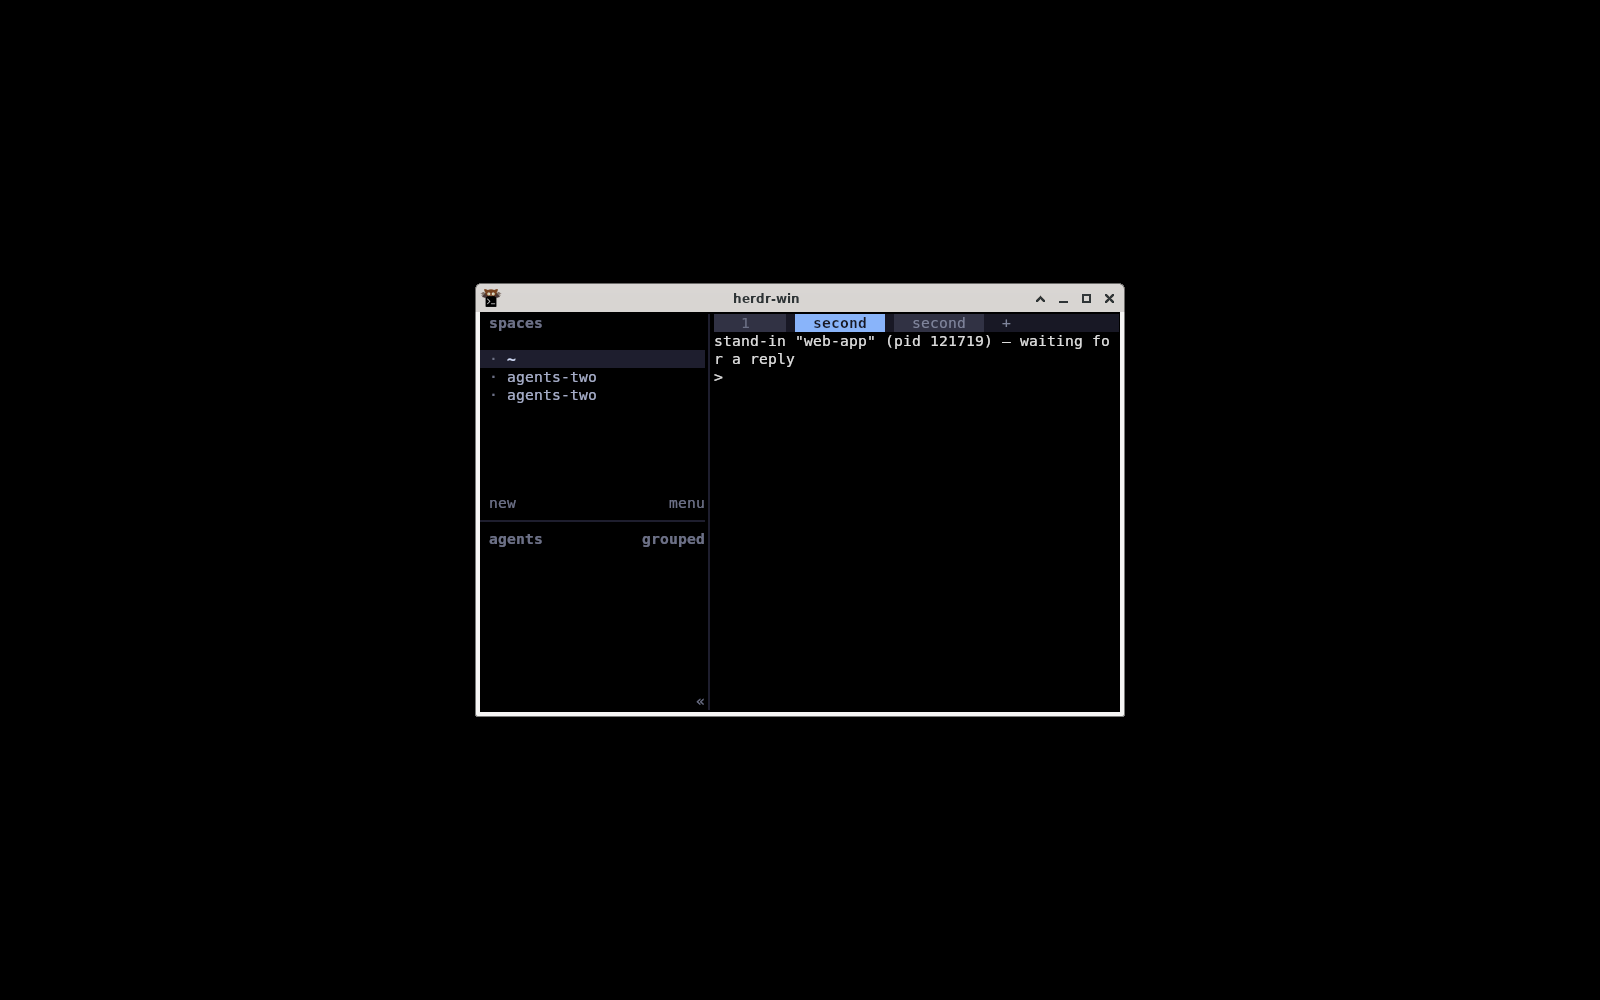 herdr-win
spaces
· ~
· agents-two
· agents-two
new menu
agents grouped
«
1 second second +
stand-in "web-app" (pid 121719) — waiting fo
r a reply
>